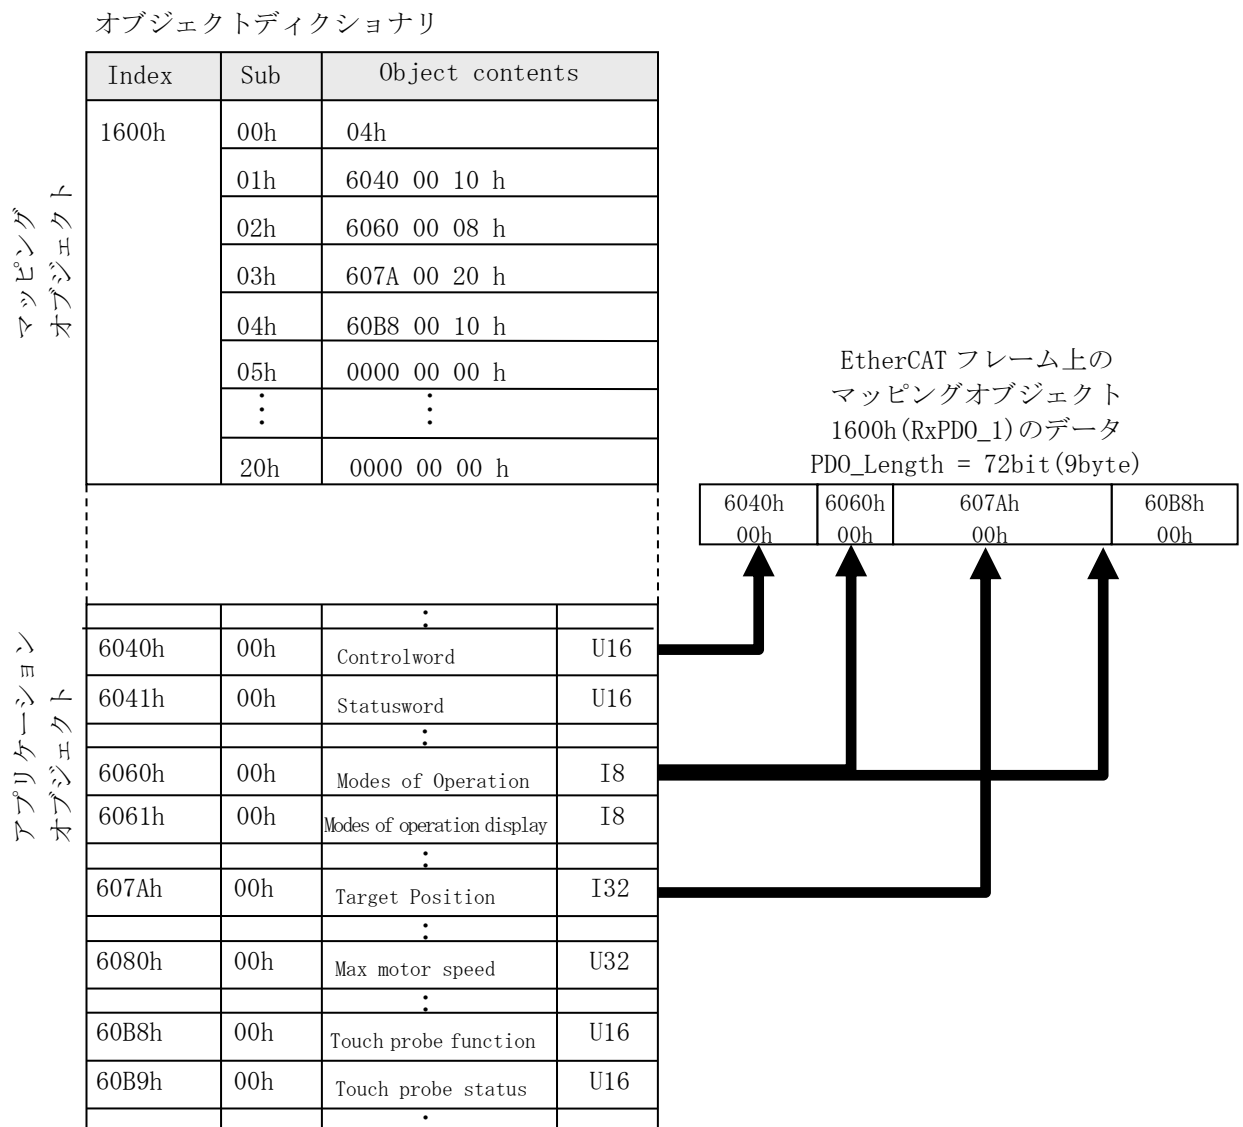 オブジェクトディクショナリ
Index Sub Object contents
1600h 00h 04h
01h 6040 00 10 h
02h 6060 00 08 h
03h 607A 00 20 h
04h 60B8 00 10 h
05h 0000 00 00 h
⋮ ⋮
20h 0000 00 00 h
マッピング
オブジェクト
EtherCAT フレーム上の
マッピングオブジェクト
1600h(RxPDO_1)のデータ
PDO_Length = 72bit(9byte)
6040h 6060h 607Ah 60B8h
00h 00h 00h 00h
アプリケーション
オブジェクト
:
6040h 00h Controlword U16
6041h 00h Statusword U16
:
6060h 00h Modes of Operation I8
6061h 00h Modes of operation display I8
:
607Ah 00h Target Position I32
:
6080h 00h Max motor speed U32
:
60B8h 00h Touch probe function U16
60B9h 00h Touch probe status U16
: